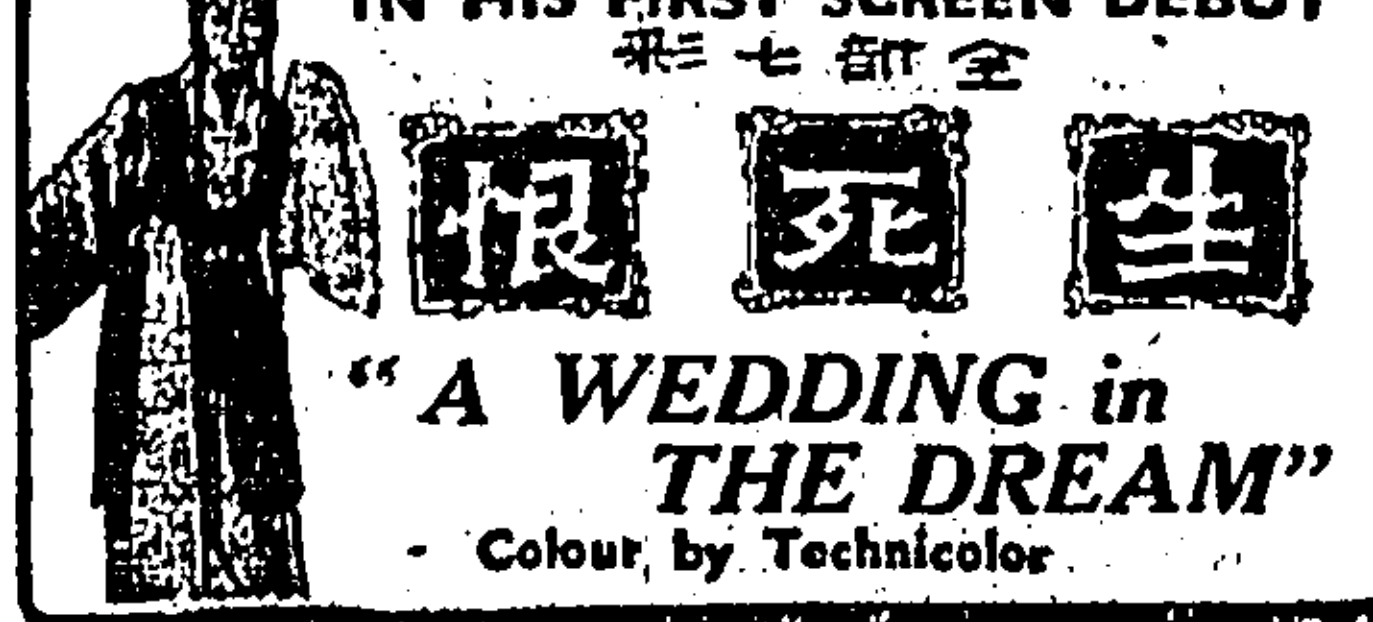 IN HIS FIRST SCREEN DEBUT
全部七彩
生死恨
"A WEDDING in
THE DREAM"
- Colour by Technicolor